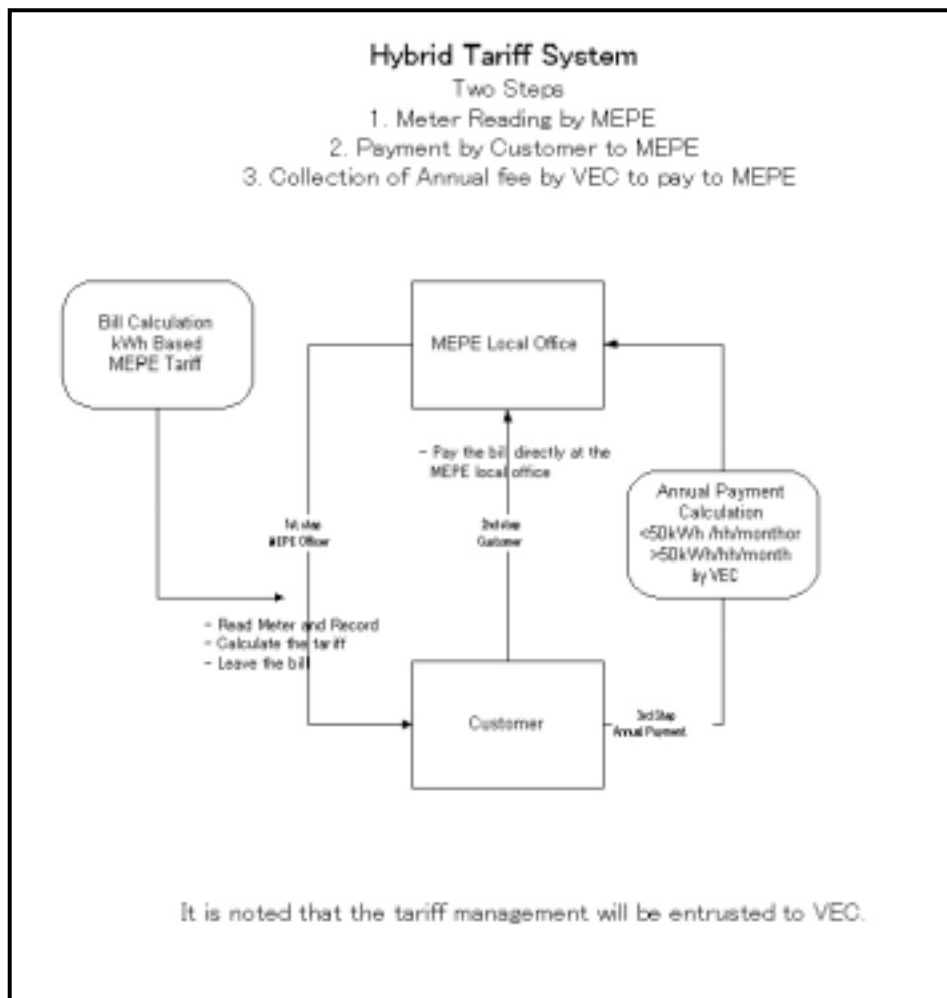 Hybrid Tariff System
Two Steps
1. Meter Reading by MEPE
2. Payment by Customer to MEPE
3. Collection of Annual fee by VEC to pay to MEPE
Bill Calculation
kWh Based
MEPE Tariff
MEPE Local Office
- Pay the bill directly at the
MEPE local office
Annual Payment
Calculation
<50kWh /hh/monthor
>50kWh/hh/month
by VEC
1st step
MEPE Officer
2nd step
Customer
- Read Meter and Record
- Calculate the tariff
- Leave the bill
Customer
3rd Step
Annual Payment
It is noted that the tariff management will be entrusted to VEC.